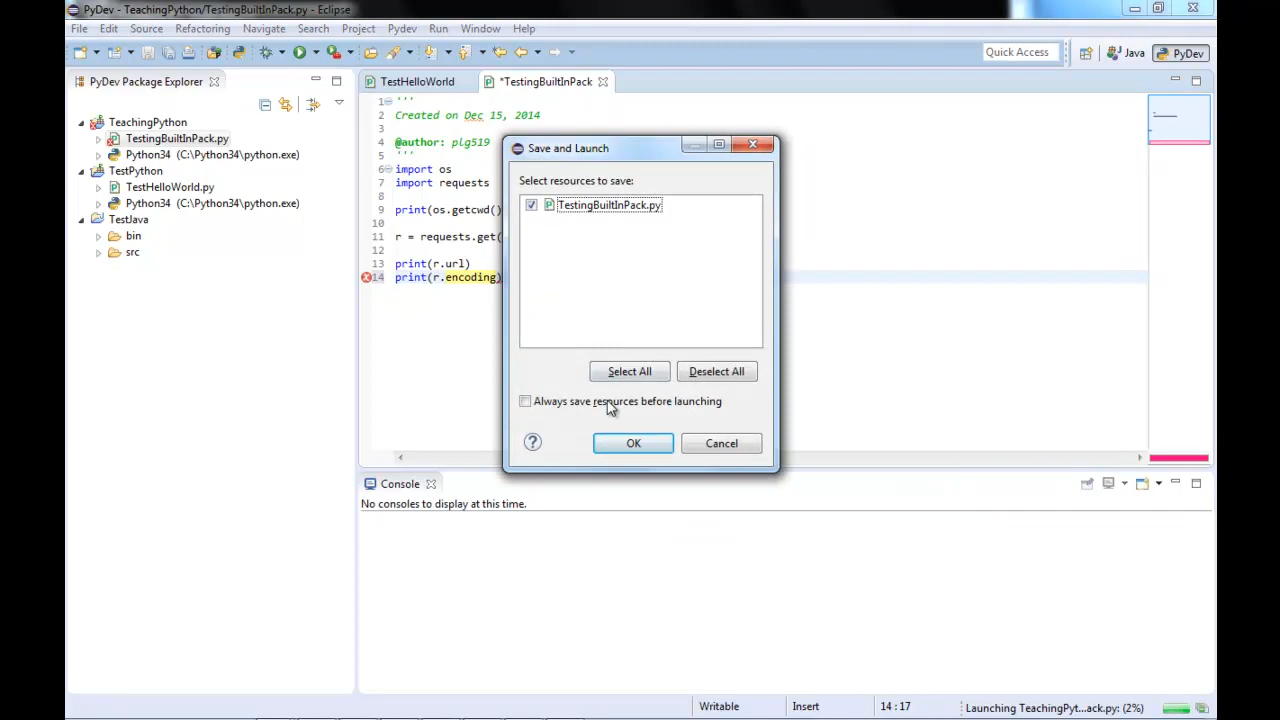 PyDev - TeachingPython/TestingBuiltInPack.py - Eclipse
File Edit Source Refactoring Navigate Search Project Pydev Run Window Help
Quick Access
Java
PyDev
PyDev Package Explorer
TeachingPython
TestingBuiltInPack.py
Python34 (C:\Python34\python.exe)
TestPython
TestHelloWorld.py
Python34 (C:\Python34\python.exe)
TestJava
bin
src
TestHelloWorld
*TestingBuiltInPack
1 '''
2 Created on Dec 15, 2014
3
4 @author: plg519
5 '''
6 import os
7 import requests
8
9 print(os.getcwd()
10
11 r = requests.get(
12
13 print(r.url)
14 print(r.encoding)
Save and Launch
Select resources to save:
TestingBuiltInPack.py
Select All
Deselect All
Always save resources before launching
?
OK
Cancel
Console
No consoles to display at this time.
Writable
Insert
14 : 17
Launching TeachingPyt...ack.py: (2%)